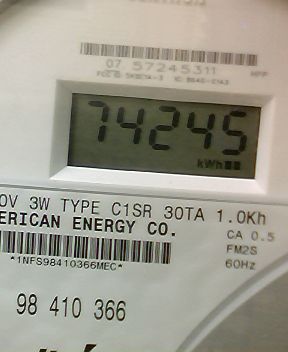 07 57245311
74245
kWh
0V 3W TYPE C1SR 30TA 1.0Kh
ERICAN ENERGY CO.
CA 0.5
FM2S
*1NFS98410366MEC*
60Hz
98 410 366